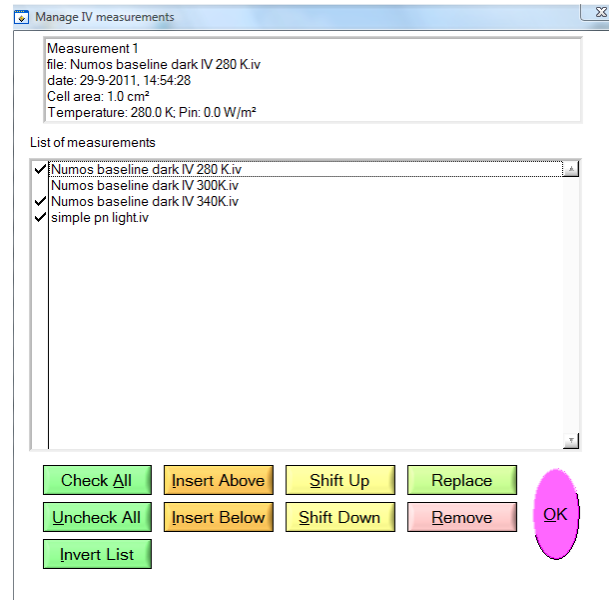 Manage IV measurements
Measurement 1
file: Numos baseline dark IV 280 K.iv
date: 29-9-2011, 14:54:28
Cell area: 1.0 cm²
Temperature: 280.0 K; Pin: 0.0 W/m²
List of measurements
Numos baseline dark IV 280 K.iv
Numos baseline dark IV 300K.iv
Numos baseline dark IV 340K.iv
simple pn light.iv
Check All Insert Above Shift Up Replace
Uncheck All Insert Below Shift Down Remove OK
Invert List